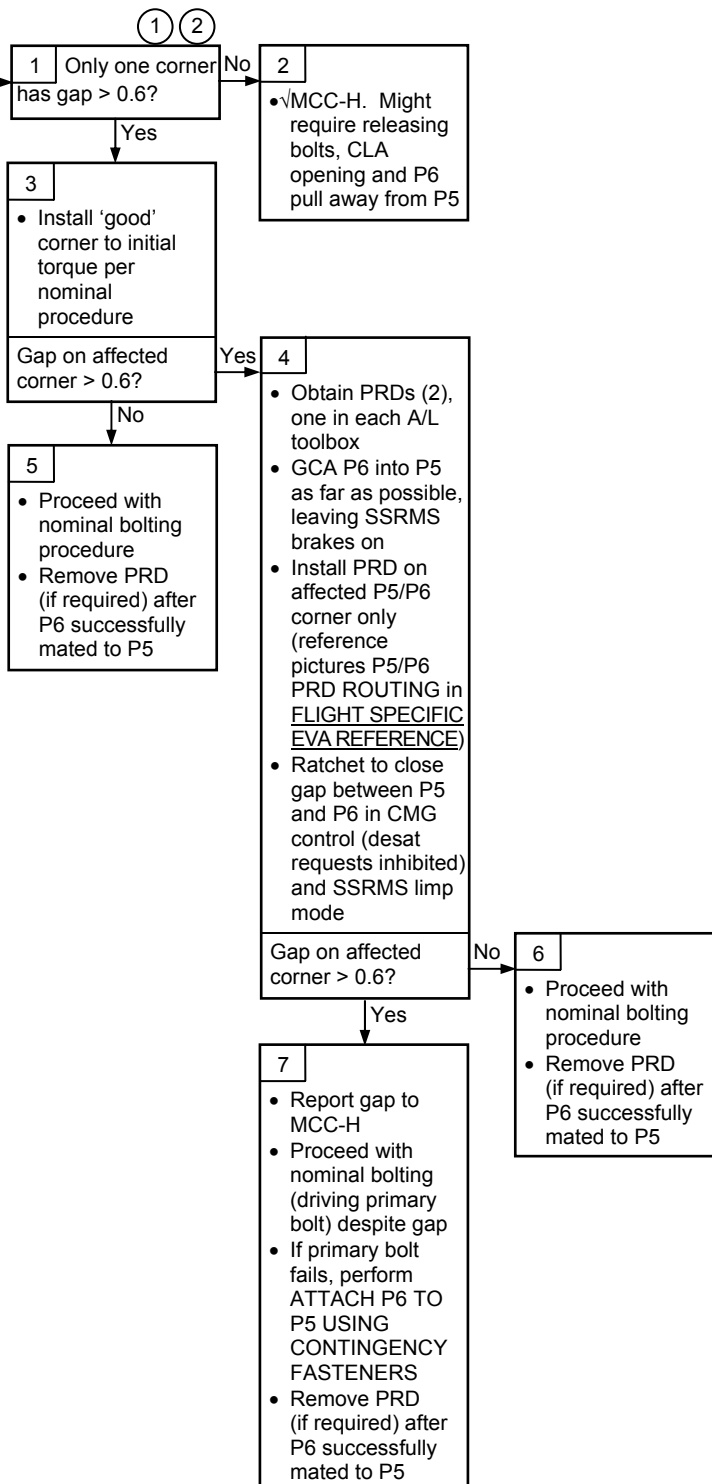 1 2
1 Only one corner
has gap > 0.6?
No
Yes
2
•√MCC-H. Might
require releasing
bolts, CLA
opening and P6
pull away from P5
3
• Install ‘good’
corner to initial
torque per
nominal
procedure
Gap on affected
corner > 0.6?
Yes
No
4
• Obtain PRDs (2),
one in each A/L
toolbox
• GCA P6 into P5
as far as possible,
leaving SSRMS
brakes on
• Install PRD on
affected P5/P6
corner only
(reference
pictures P5/P6
PRD ROUTING in
FLIGHT SPECIFIC
EVA REFERENCE)
• Ratchet to close
gap between P5
and P6 in CMG
control (desat
requests inhibited)
and SSRMS limp
mode
Gap on affected
corner > 0.6?
No
Yes
5
• Proceed with
nominal bolting
procedure
• Remove PRD
(if required) after
P6 successfully
mated to P5
6
• Proceed with
nominal bolting
procedure
• Remove PRD
(if required) after
P6 successfully
mated to P5
7
• Report gap to
MCC-H
• Proceed with
nominal bolting
(driving primary
bolt) despite gap
• If primary bolt
fails, perform
ATTACH P6 TO
P5 USING
CONTINGENCY
FASTENERS
• Remove PRD
(if required) after
P6 successfully
mated to P5